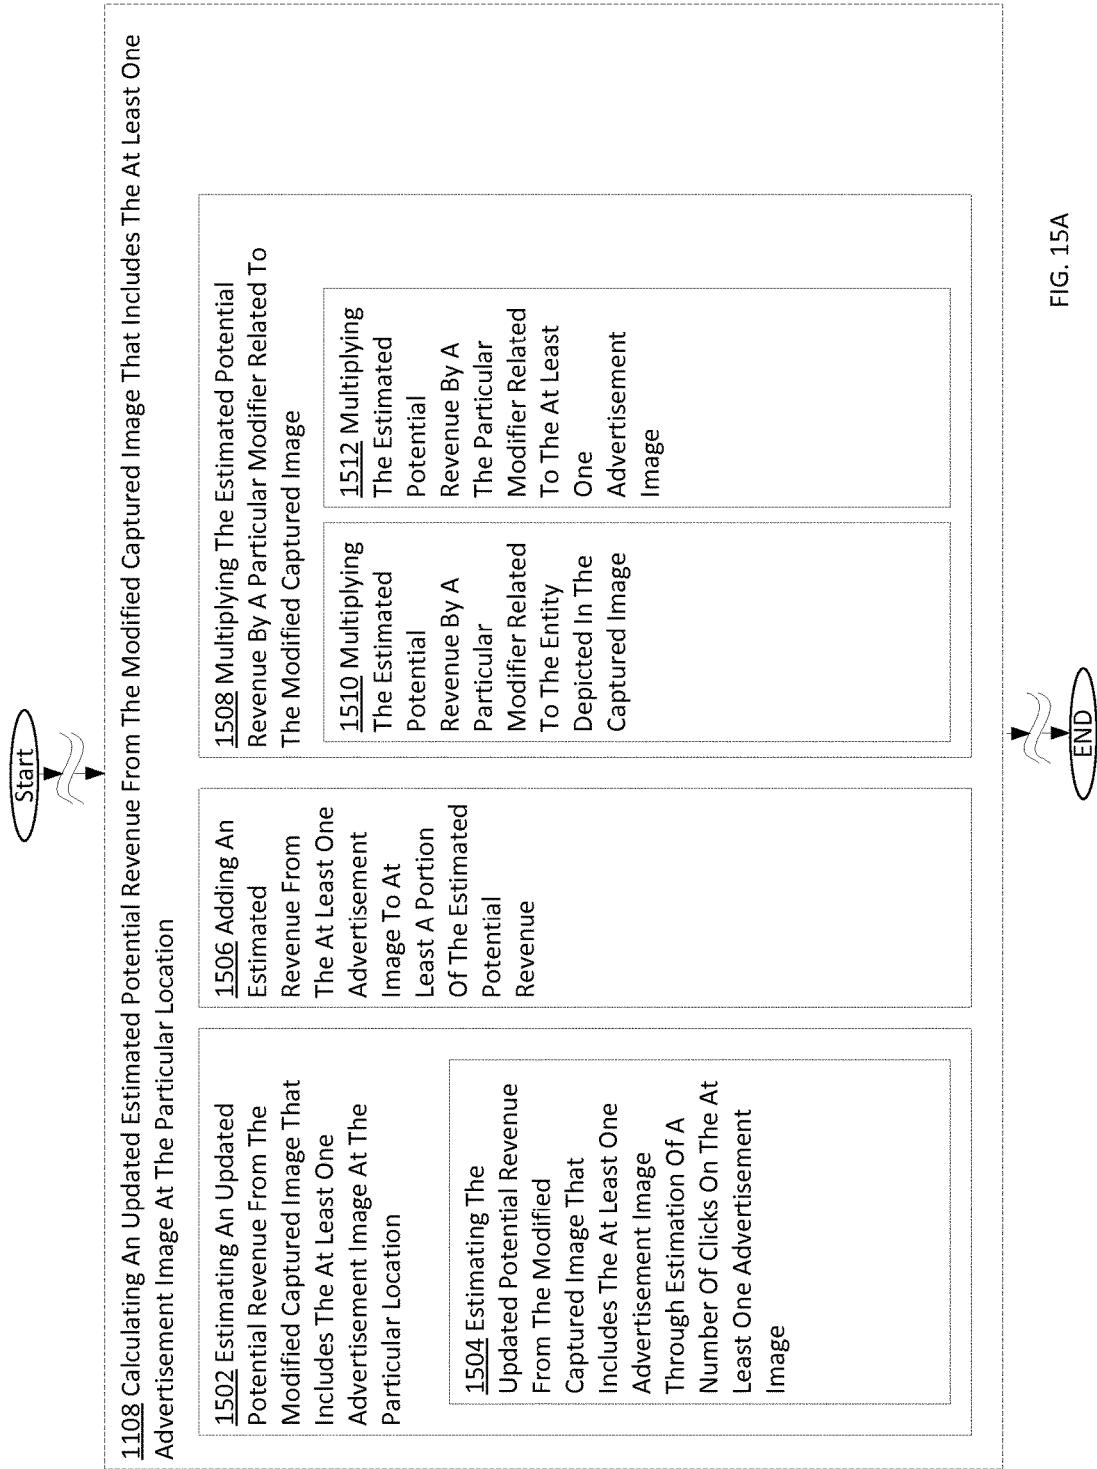 Start
1108 Calculating An Updated Estimated Potential Revenue From The Modified Captured Image That Includes The At Least One
Advertisement Image At The Particular Location
1502 Estimating An Updated
Potential Revenue From The
Modified Captured Image That
Includes The At Least One
Advertisement Image At The
Particular Location
1504 Estimating The
Updated Potential Revenue
From The Modified
Captured Image That
Includes The At Least One
Advertisement Image
Through Estimation Of A
Number Of Clicks On The At
Least One Advertisement
Image
1506 Adding An
Estimated
Revenue From
The At Least One
Advertisement
Image To At
Least A Portion
Of The Estimated
Potential
Revenue
1508 Multiplying The Estimated Potential
Revenue By A Particular Modifier Related To
The Modified Captured Image
1510 Multiplying
The Estimated
Potential
Revenue By A
Particular
Modifier Related
To The Entity
Depicted In The
Captured Image
1512 Multiplying
The Estimated
Potential
Revenue By A
The Particular
Modifier Related
To The At Least
One
Advertisement
Image
END
FIG. 15A